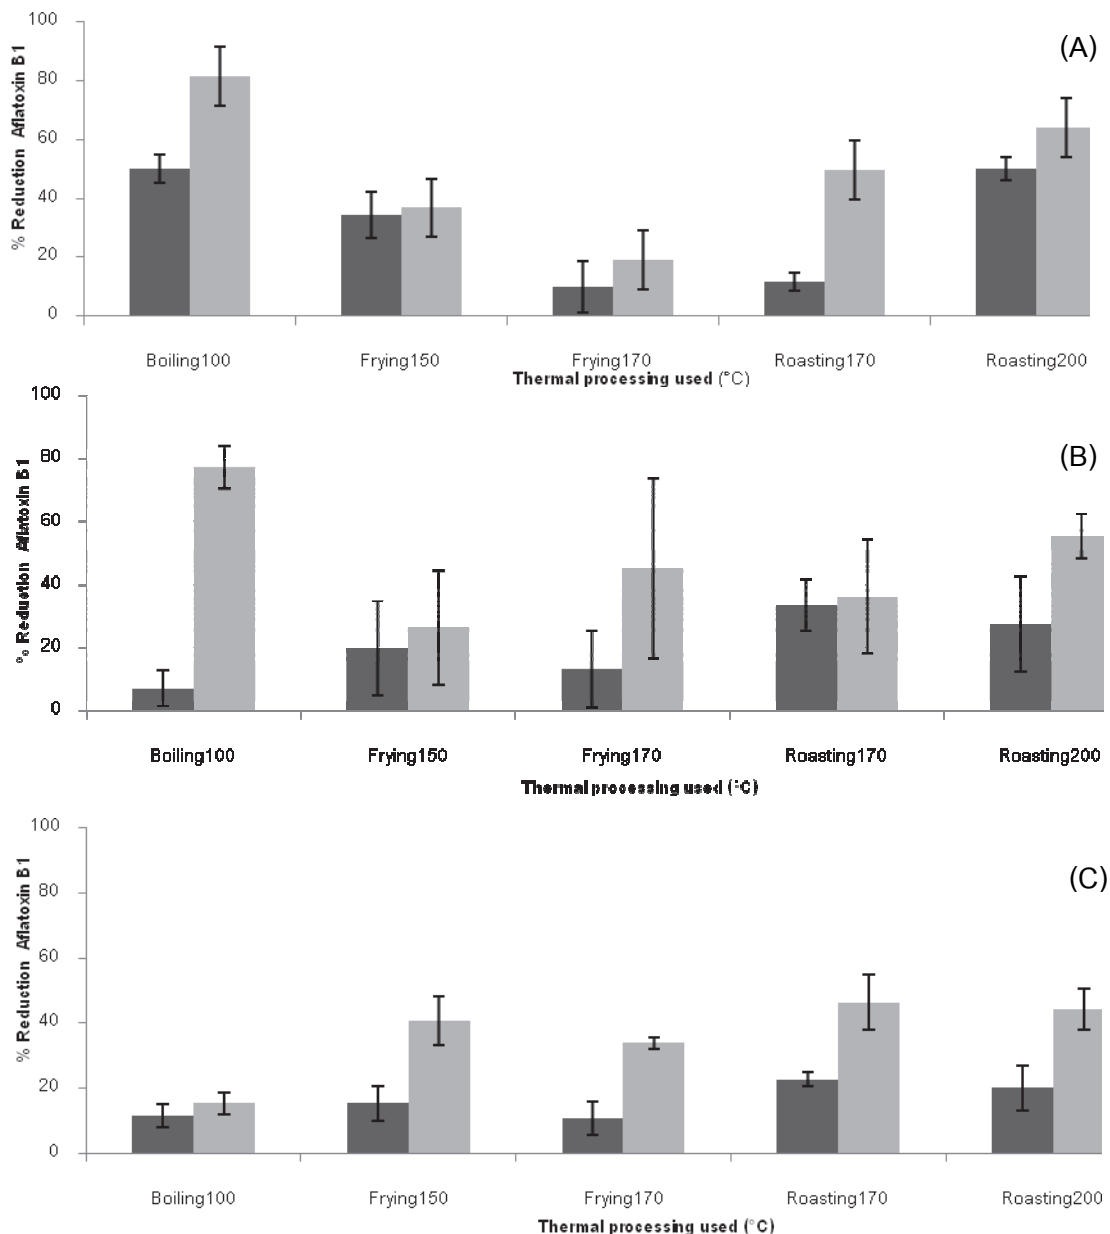 (A)
% Reduction Aflatoxin B1
100
80
60
40
20
0
Boiling100 Frying150 Frying170 Roasting170 Roasting200
Thermal processing used (°C)
(B)
% Reduction Aflatoxin B1
100
80
60
40
20
0
Boiling100 Frying150 Frying170 Roasting170 Roasting200
Thermal processing used (°C)
(C)
% Reduction Aflatoxin B1
100
80
60
40
20
0
Boiling100 Frying150 Frying170 Roasting170 Roasting200
Thermal processing used (°C)